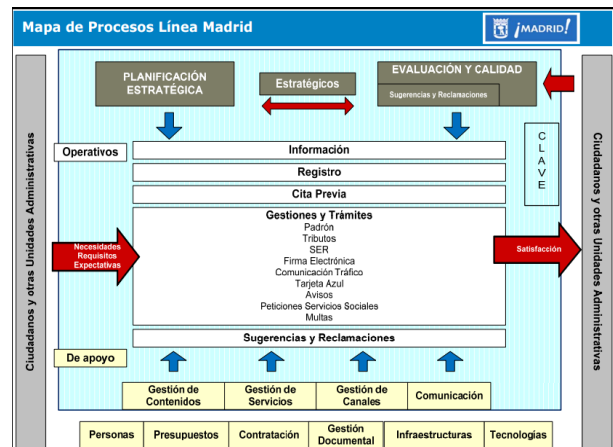 Mapa de Procesos Línea Madrid
¡MADRID!
Ciudadanos y otras Unidades Administrativas
PLANIFICACIÓN
ESTRATÉGICA
Estratégicos
EVALUACIÓN Y CALIDAD
Sugerencias y Reclamaciones
CLAVE
Operativos
Información
Registro
Cita Previa
Gestiones y Trámites
Padrón
Tributos
SER
Firma Electrónica
Comunicación Tráfico
Tarjeta Azul
Avisos
Peticiones Servicios Sociales
Multas
Necesidades
Requisitos
Expectativas
Satisfacción
Ciudadanos y otras Unidades Administrativas
Sugerencias y Reclamaciones
De apoyo
Gestión de
Contenidos
Gestión de
Servicios
Gestión de
Canales
Comunicación
Personas
Presupuestos
Contratación
Gestión
Documental
Infraestructuras
Tecnologías